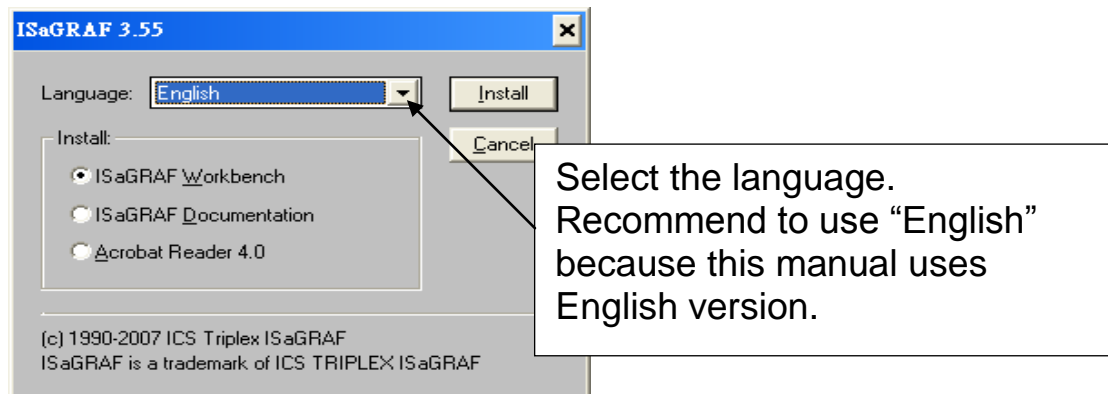 ISaGRAF 3.55
Language: English Install
Install: Cancel
ISaGRAF Workbench
ISaGRAF Documentation
Acrobat Reader 4.0
(c) 1990-2007 ICS Triplex ISaGRAF
ISaGRAF is a trademark of ICS TRIPLEX ISaGRAF
Select the language.
Recommend to use “English”
because this manual uses
English version.